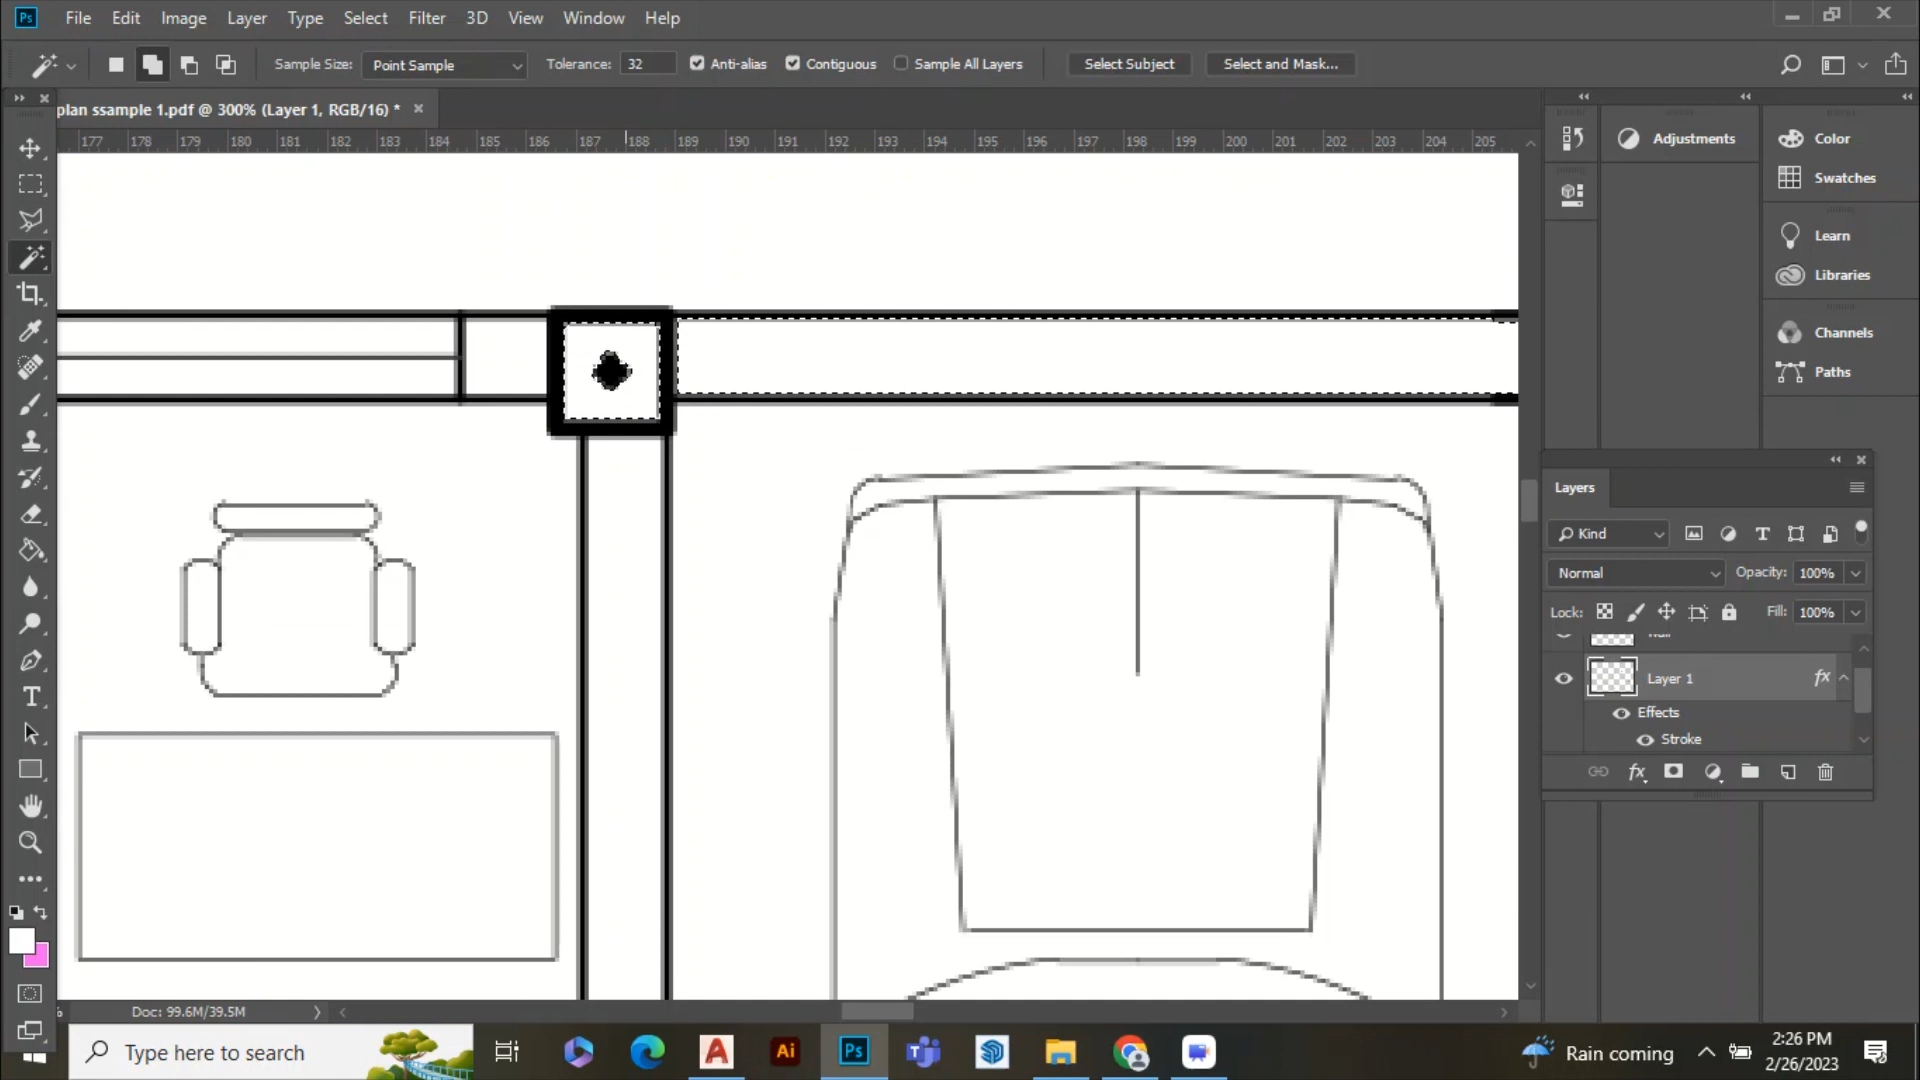 Ps File Edit Image Layer Type Select Filter 3D View Window Help
Sample Size: Point Sample Tolerance: 32 Anti-alias Contiguous Sample All Layers Select Subject Select and Mask...
plan ssample 1.pdf @ 300% (Layer 1, RGB/16) *
177 178 179 180 181 182 183 184 185 186 187 188 189 190 191 192 193 194 195 196 197 198 199 200 201 202 203 204 205
Adjustments
Color
Swatches
Learn
Libraries
Channels
Paths
Layers
Kind
Normal Opacity: 100%
Lock: Fill: 100%
Layer 1 fx
Effects
Stroke
fx
Doc: 99.6M/39.5M
Type here to search
Ai
Ps
Rain coming
2:26 PM
2/26/2023